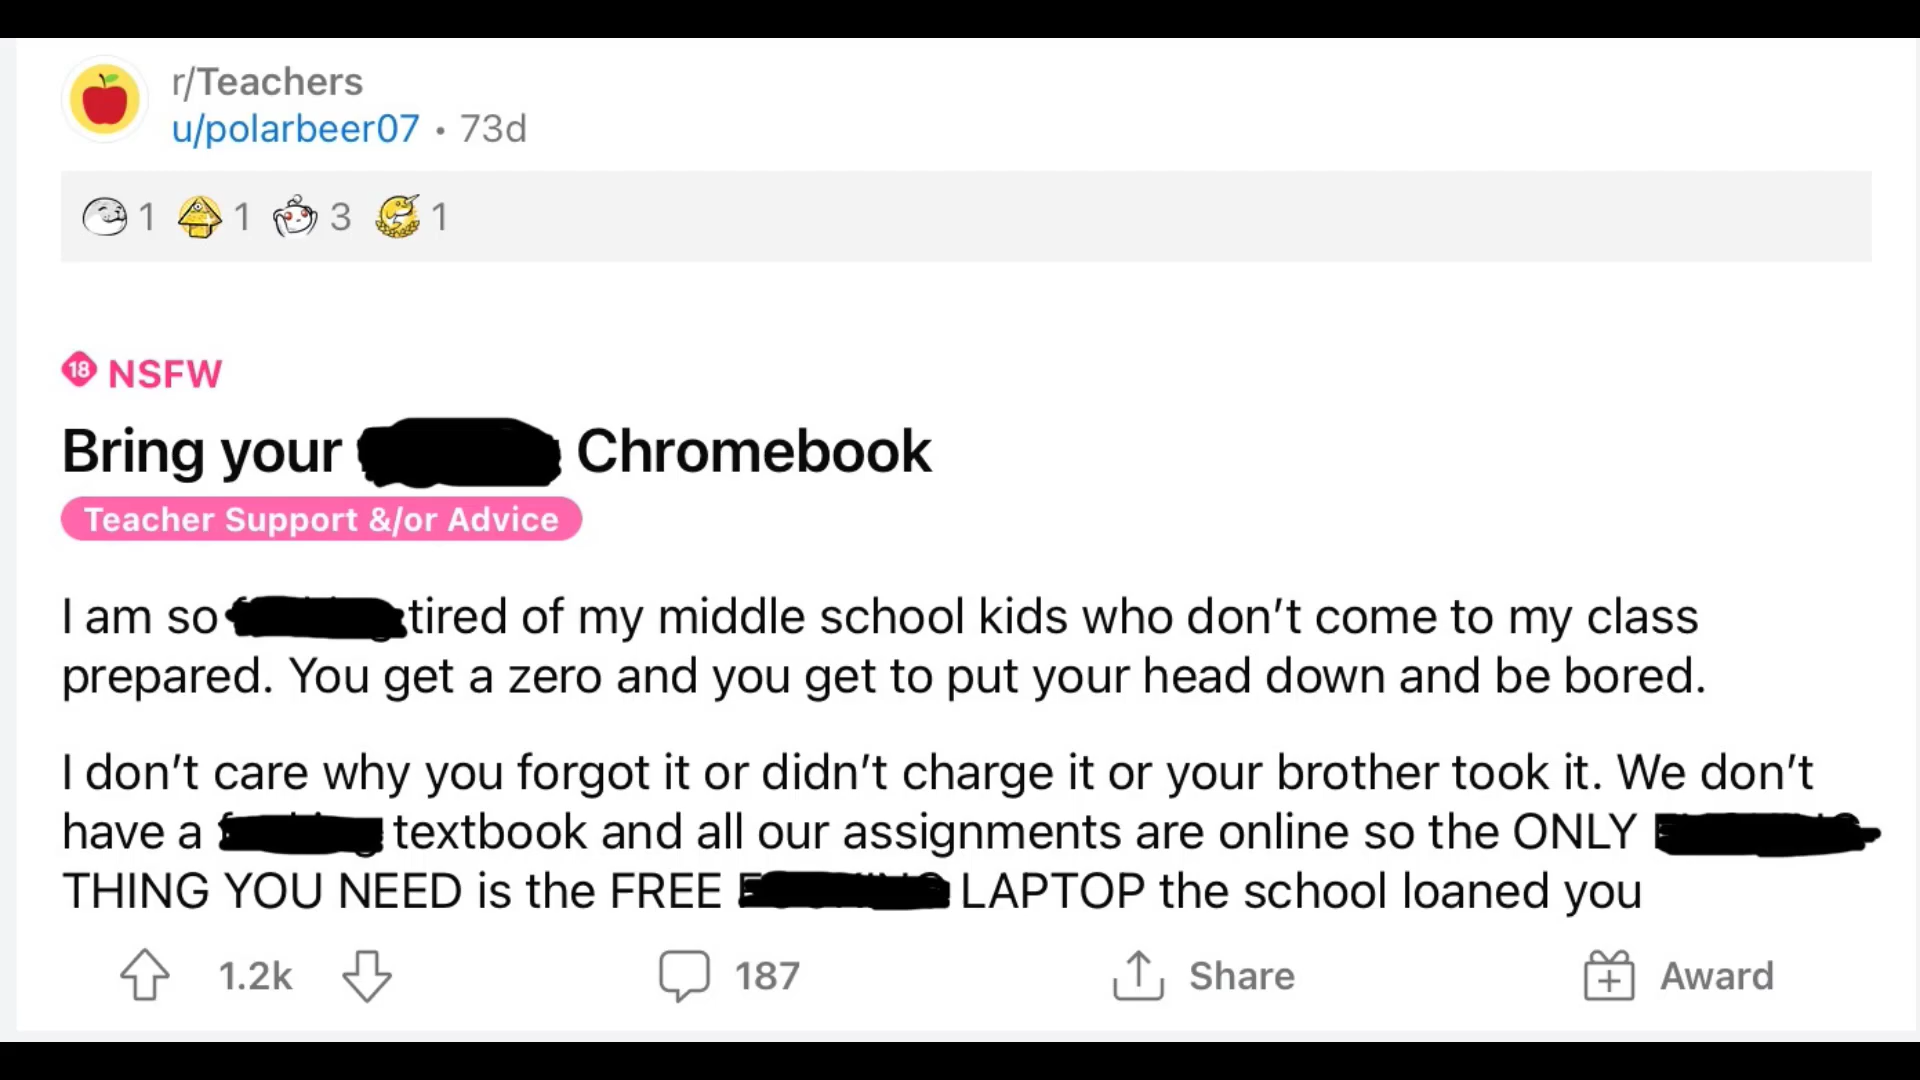 r/Teachers
u/polarbeer07 • 73d
1 1 3 1
18 NSFW
Bring your Chromebook
Teacher Support &/or Advice
I am so tired of my middle school kids who don't come to my class
prepared. You get a zero and you get to put your head down and be bored.
I don't care why you forgot it or didn't charge it or your brother took it. We don't
have a textbook and all our assignments are online so the ONLY
THING YOU NEED is the FREE LAPTOP the school loaned you
1.2k 187 Share Award